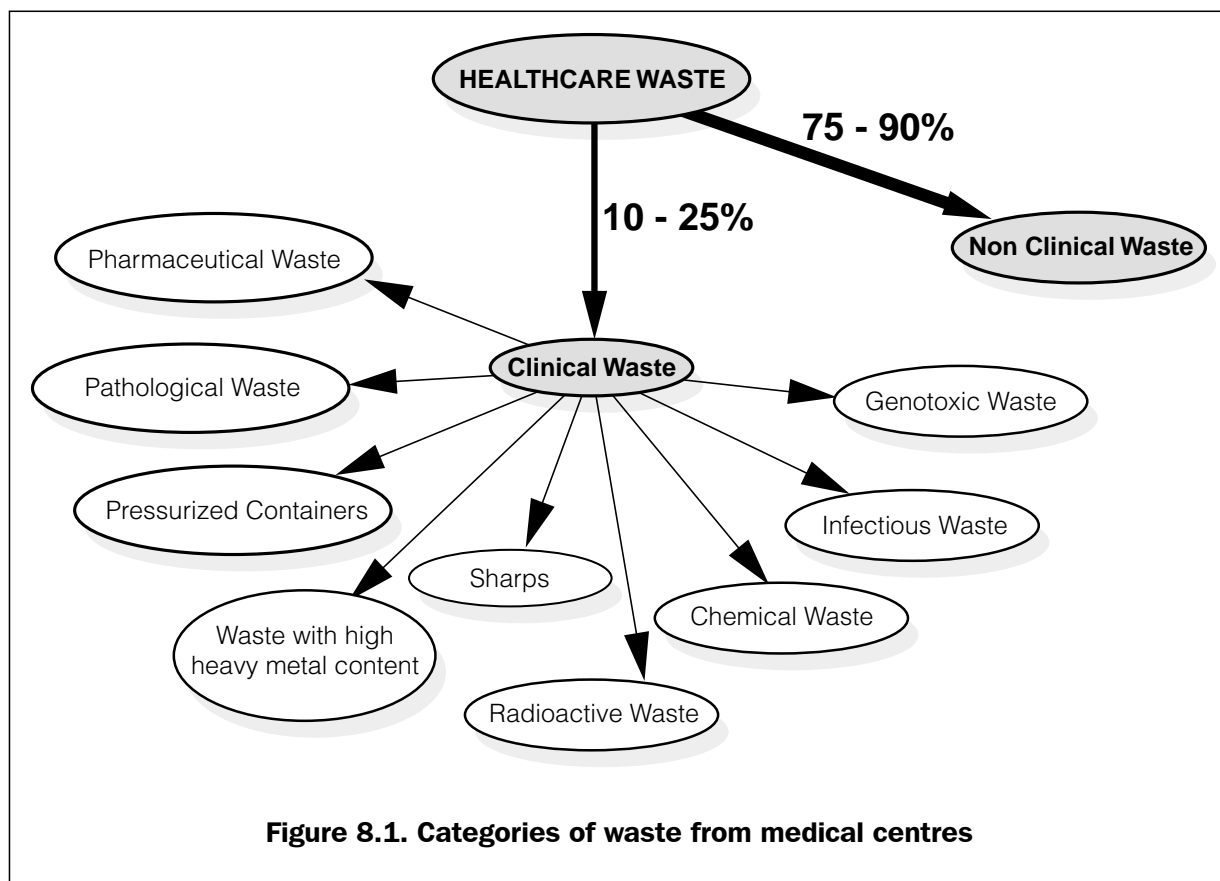 HEALTHCARE WASTE
75 - 90%
10 - 25%
Non Clinical Waste
Pharmaceutical Waste
Clinical Waste
Pathological Waste
Genotoxic Waste
Pressurized Containers
Infectious Waste
Sharps
Chemical Waste
Waste with high
heavy metal content
Radioactive Waste
Figure 8.1. Categories of waste from medical centres